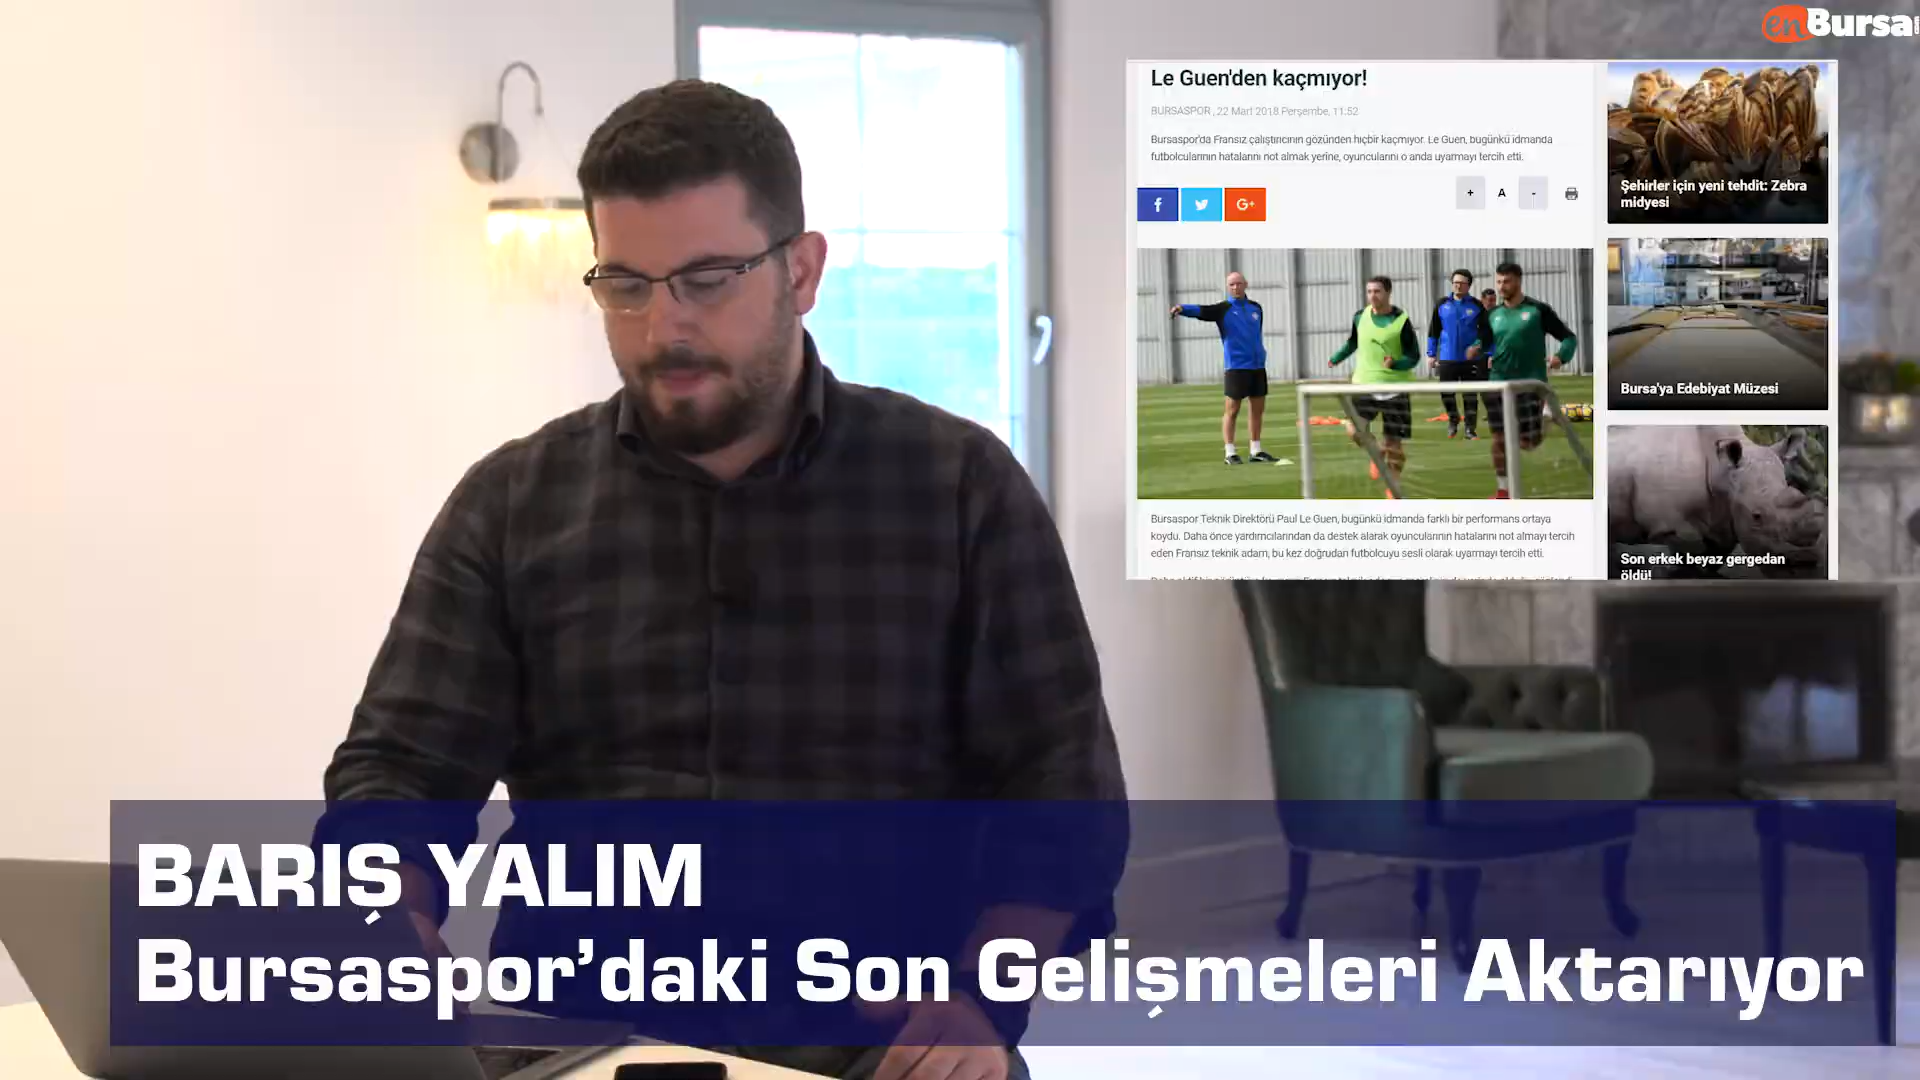 enBursa
Le Guen'den kaçmıyor!
BURSASPOR , 22 Mart 2018 Perşembe, 11:52
Bursaspor'da Fransız çalıştırıcının gözünden hiçbir kaçmıyor. Le Guen, bugünkü idmanda
futbolcularının hatalarını not almak yerine, oyuncularını o anda uyarmayı tercih etti.
+ A -
f G+
Bursaspor Teknik Direktörü Paul Le Guen, bugünkü idmanda farklı bir performans ortaya
koydu. Daha önce yardımcılarından da destek alarak oyuncularının hatalarını not almayı tercih
eden Fransız teknik adam, bu kez doğrudan futbolcuyu sesli olarak uyarmayı tercih etti.
Şehirler için yeni tehdit: Zebra
midyesi
Bursa'ya Edebiyat Müzesi
Son erkek beyaz gergedan
öldü!
BARIŞ YALIM
Bursaspor'daki Son Gelişmeleri Aktarıyor